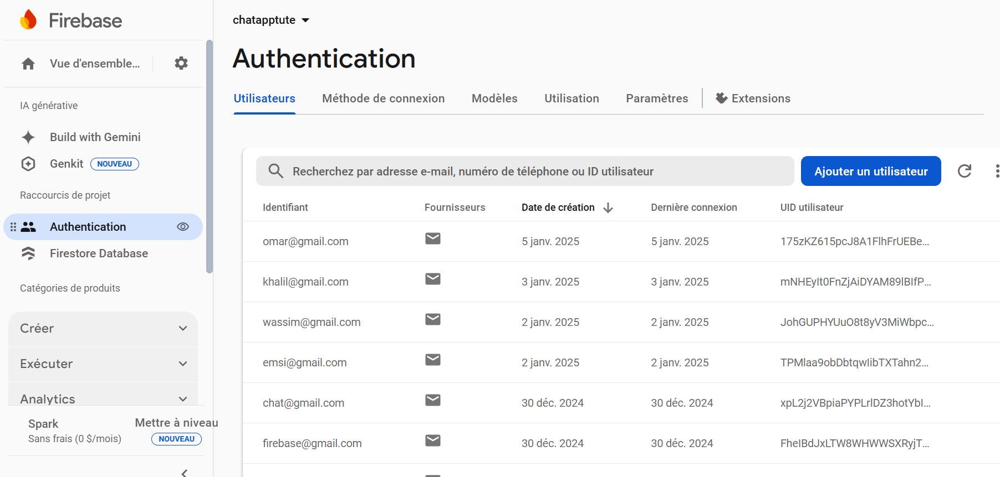 Firebase
Vue d'ensemble...
IA générative
Build with Gemini
Genkit NOUVEAU
Raccourcis de projet
Authentication
Firestore Database
Catégories de produits
Créer
Exécuter
Analytics
Spark
Sans frais (0 $/mois)
Mettre à niveau
NOUVEAU
chatapptute
Authentication
Utilisateurs Méthode de connexion Modèles Utilisation Paramètres Extensions
Recherchez par adresse e-mail, numéro de téléphone ou ID utilisateur Ajouter un utilisateur
Identifiant Fournisseurs Date de création Dernière connexion UID utilisateur
omar@gmail.com 5 janv. 2025 5 janv. 2025 175zKZ615pcJ8A1FlhFrUEBe...
khalil@gmail.com 3 janv. 2025 3 janv. 2025 mNHEyIt0FnZjAiDYAM89lBIfP...
wassim@gmail.com 2 janv. 2025 2 janv. 2025 JohGUPHYUuO8t8yV3MiWbpc...
emsi@gmail.com 2 janv. 2025 2 janv. 2025 TPMlaa9obDbtqwIibTXTahn2...
chat@gmail.com 30 déc. 2024 30 déc. 2024 xpL2j2VBpiaPYPLrlDZ3hotYbI...
firebase@gmail.com 30 déc. 2024 30 déc. 2024 FheIBdJxLTW8WHWWSXRyjT...